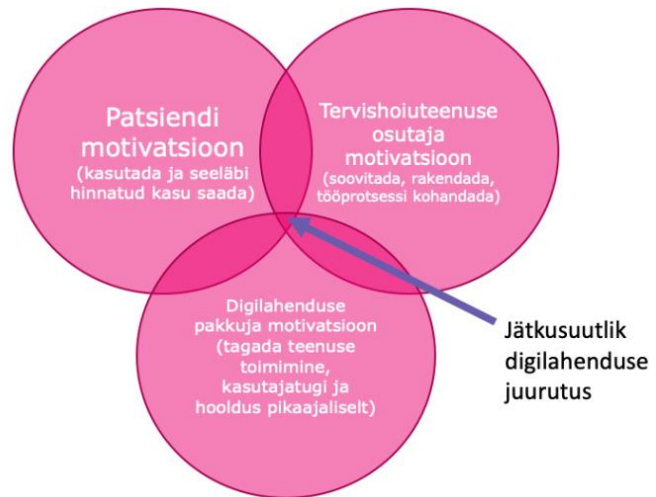 Patsiendi
motivatsioon
(kasutada ja seeläbi
hinnatud kasu saada)
Tervishoiuteenuse
osutaja
motivatsioon
(soovitada, rakendada,
tööprotsessi kohandada)
Digilahenduse
pakkuja motivatsioon
(tagada teenuse
toimimine,
kasutajatugi ja
hooldus pikaajaliselt)
Jätkusuutlik
digilahenduse
juurutus